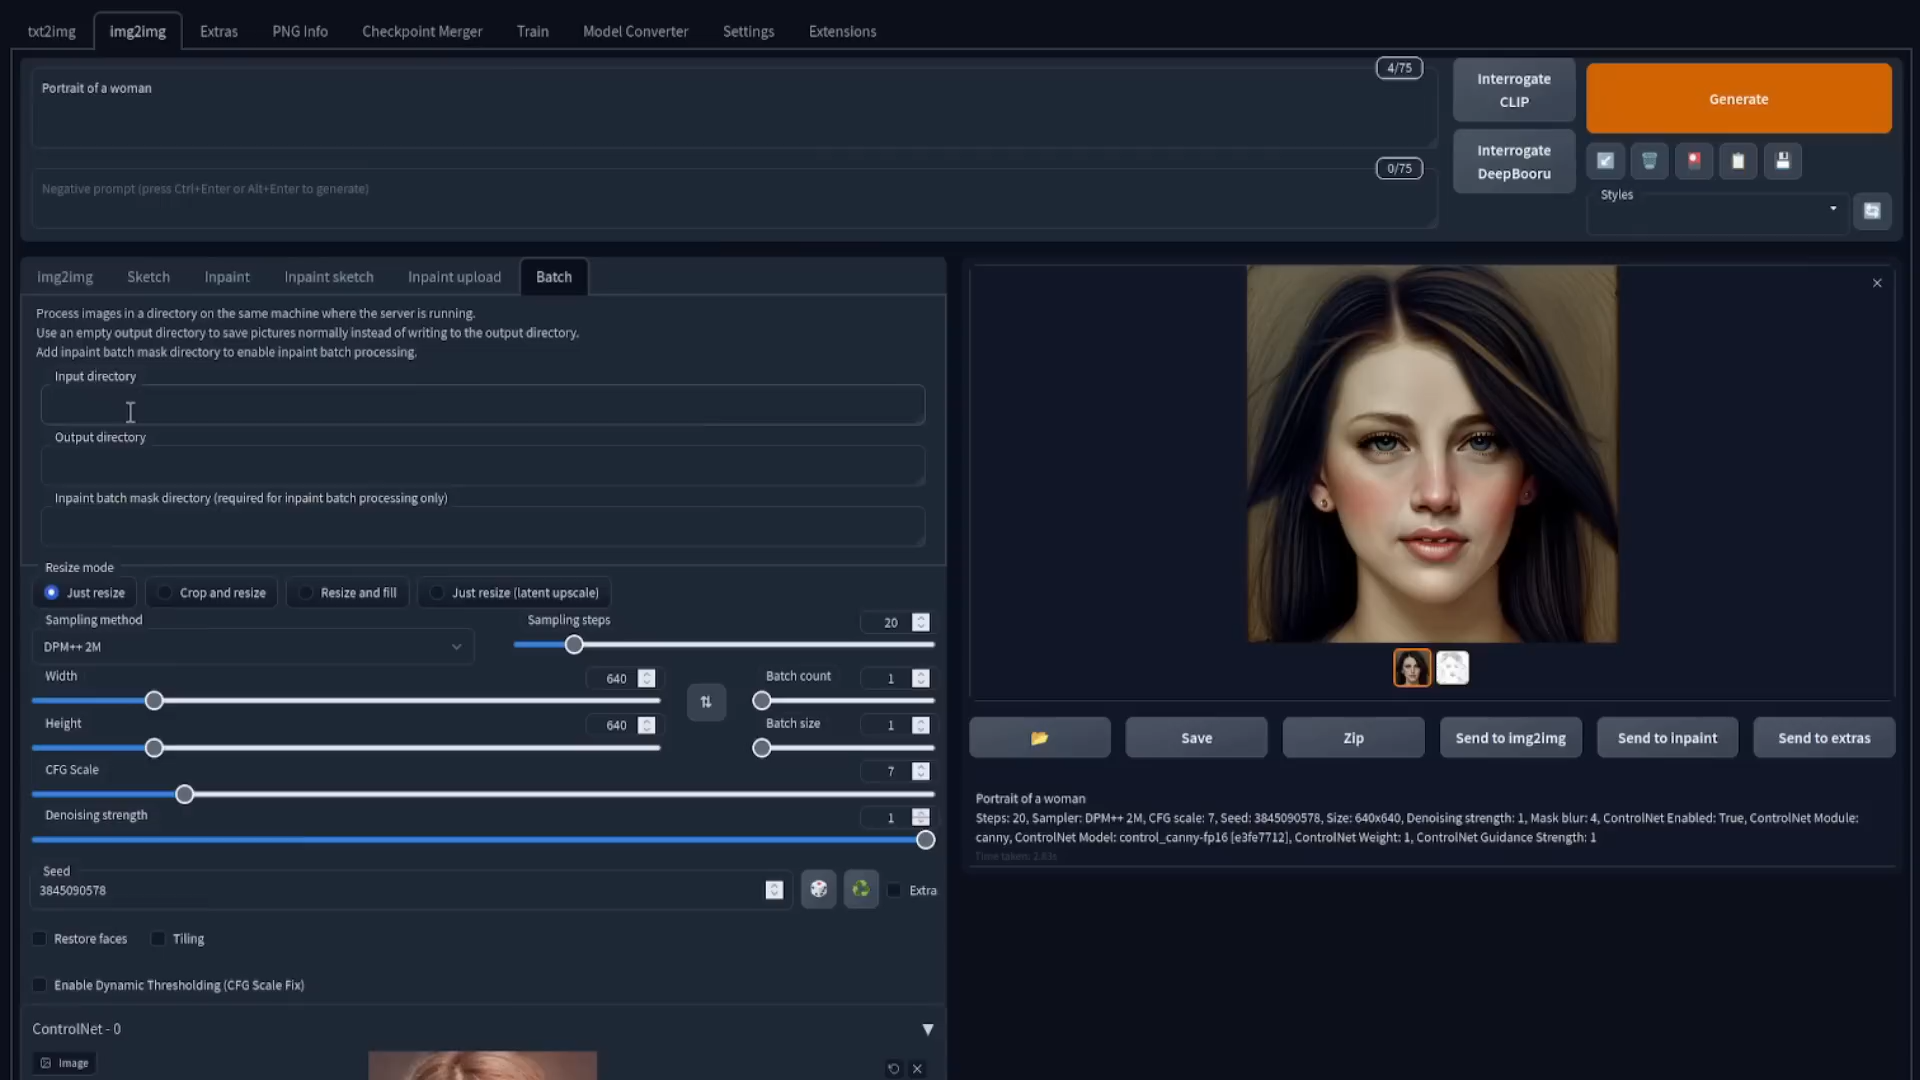 txt2img img2img Extras PNG Info Checkpoint Merger Train Model Converter Settings Extensions
Portrait of a woman
4/75
Interrogate
CLIP
Generate
Negative prompt (press Ctrl+Enter or Alt+Enter to generate)
0/75
Interrogate
DeepBooru
Styles
img2img Sketch Inpaint Inpaint sketch Inpaint upload Batch
Process images in a directory on the same machine where the server is running.
Use an empty output directory to save pictures normally instead of writing to the output directory.
Add inpaint batch mask directory to enable inpaint batch processing.
Input directory
Output directory
Inpaint batch mask directory (required for inpaint batch processing only)
Resize mode
Just resize Crop and resize Resize and fill Just resize (latent upscale)
Sampling method
DPM++ 2M
Sampling steps
20
Width
640
Batch count
1
Height
640
Batch size
1
CFG Scale
7
Denoising strength
1
Seed
3845090578
Extra
Restore faces Tiling
Enable Dynamic Thresholding (CFG Scale Fix)
ControlNet - 0
Image
Save Zip Send to img2img Send to inpaint Send to extras
Portrait of a woman
Steps: 20, Sampler: DPM++ 2M, CFG scale: 7, Seed: 3845090578, Size: 640x640, Denoising strength: 1, Mask blur: 4, ControlNet Enabled: True, ControlNet Module:
canny, ControlNet Model: control_canny-fp16 [e3fe7712], ControlNet Weight: 1, ControlNet Guidance Strength: 1
Time taken: 2.83s